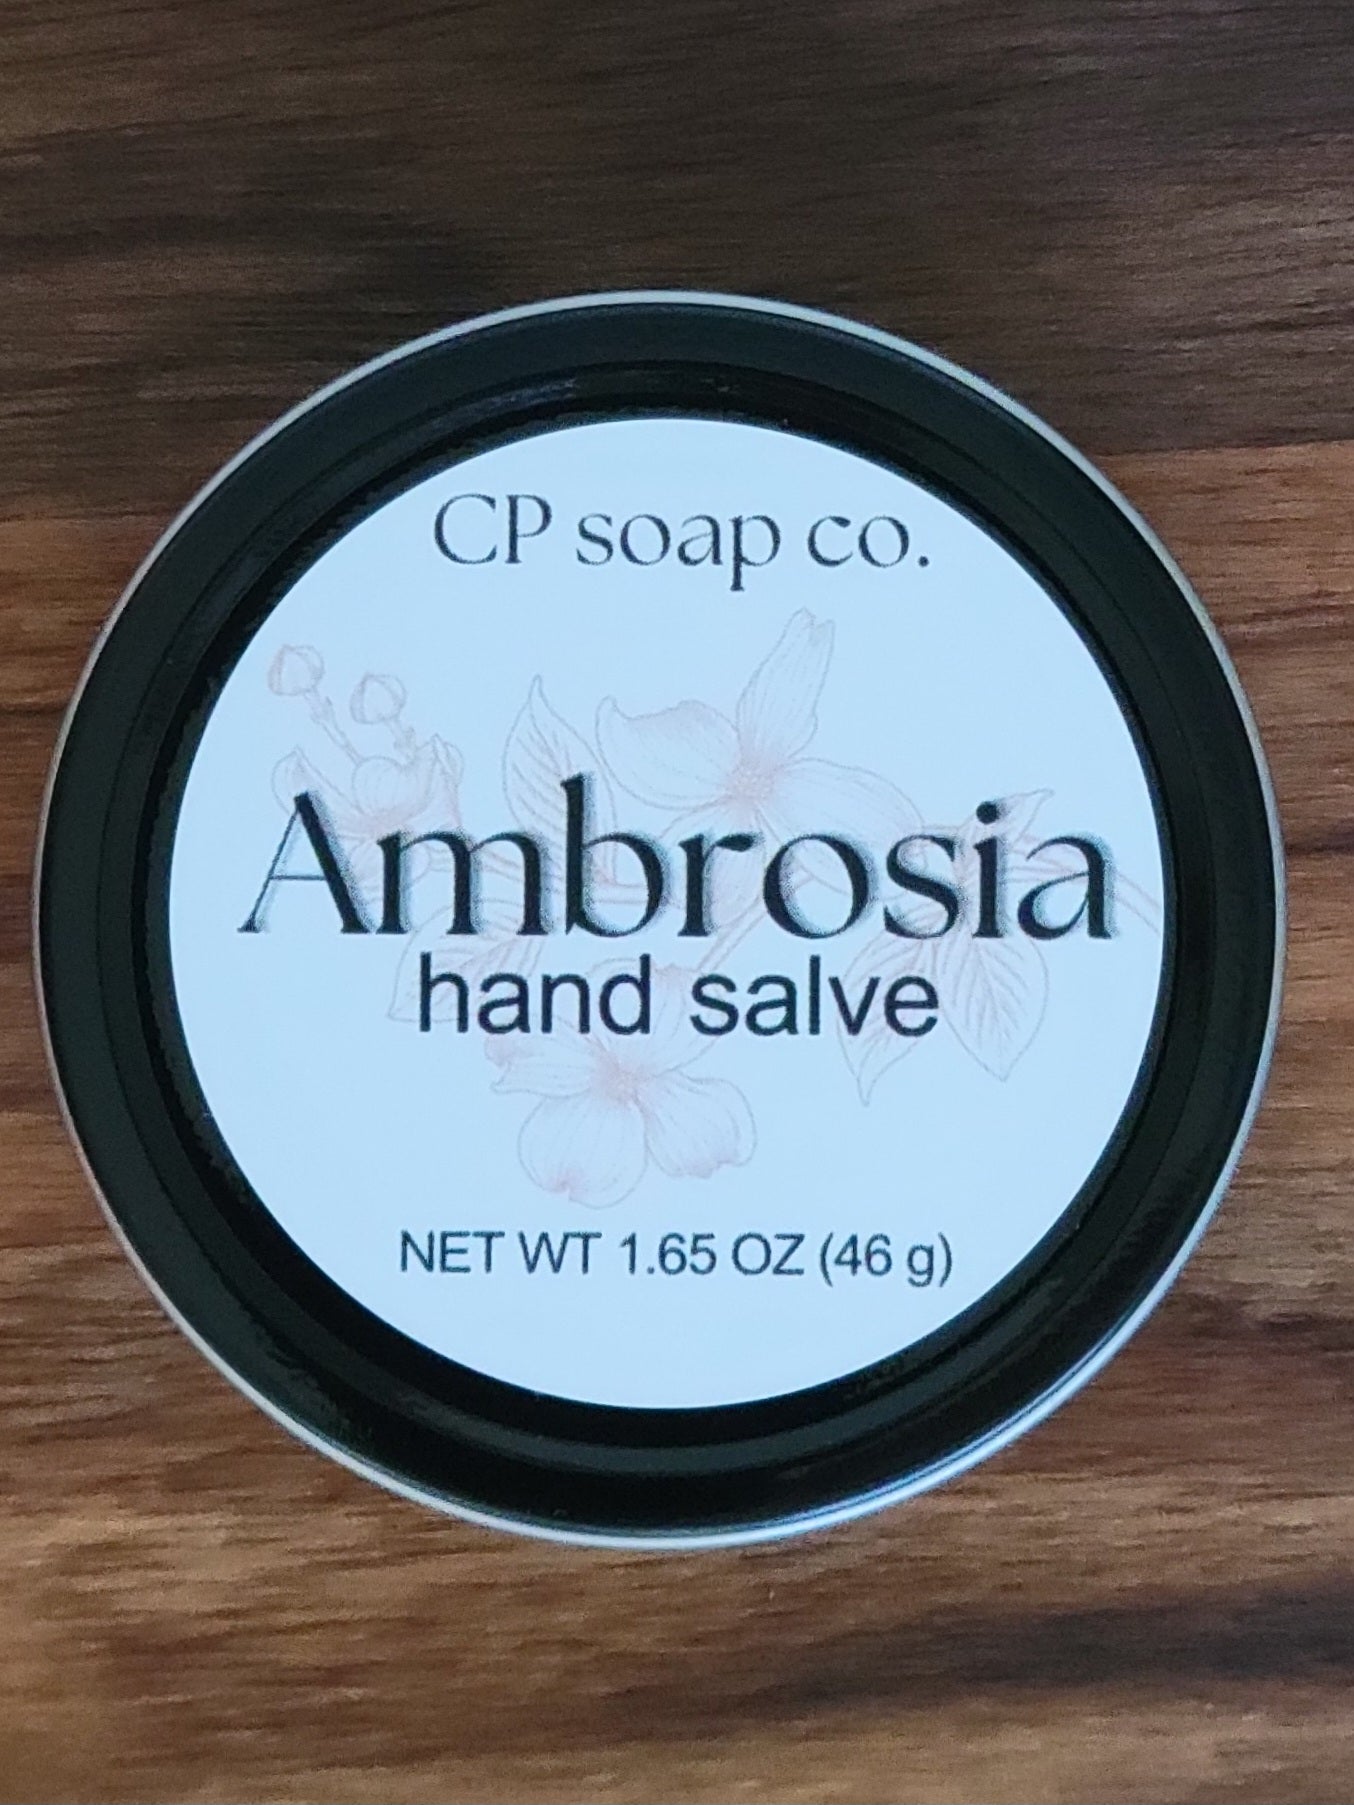 CP soap co.
Ambrosia
hand salve
NET WT 1.65 OZ (46 g)